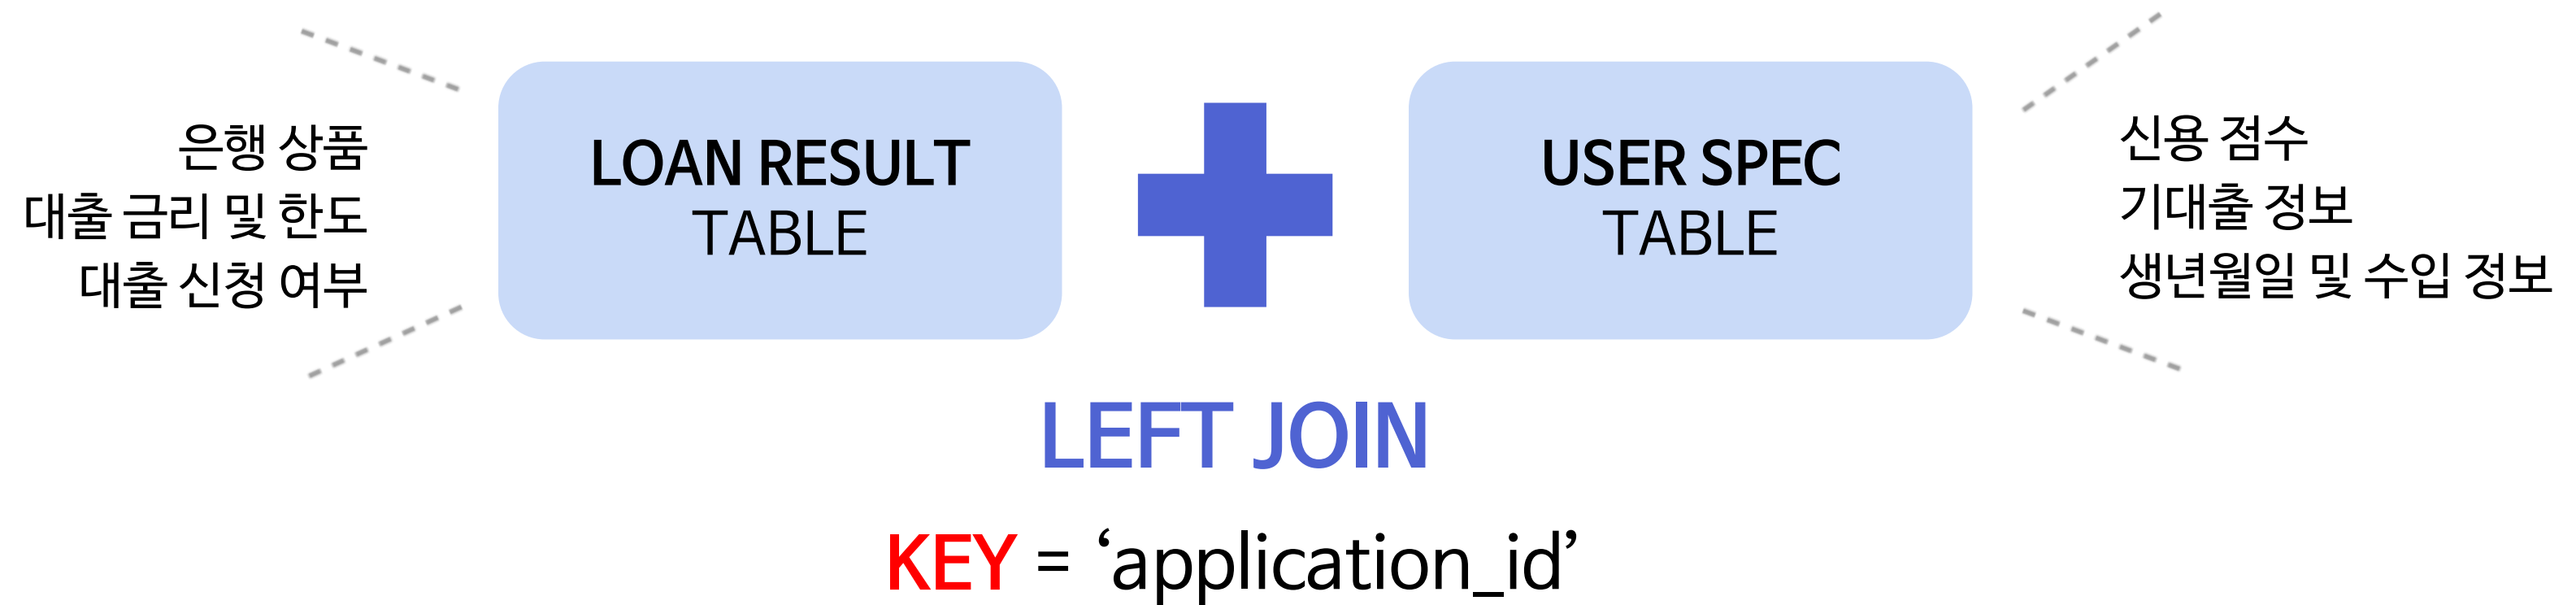 은행 상품
대출 금리 및 한도
대출 신청 여부
LOAN RESULT
TABLE
USER SPEC
TABLE
신용 점수
기대출 정보
생년월일 및 수입 정보
LEFT JOIN
KEY = ‘application_id’